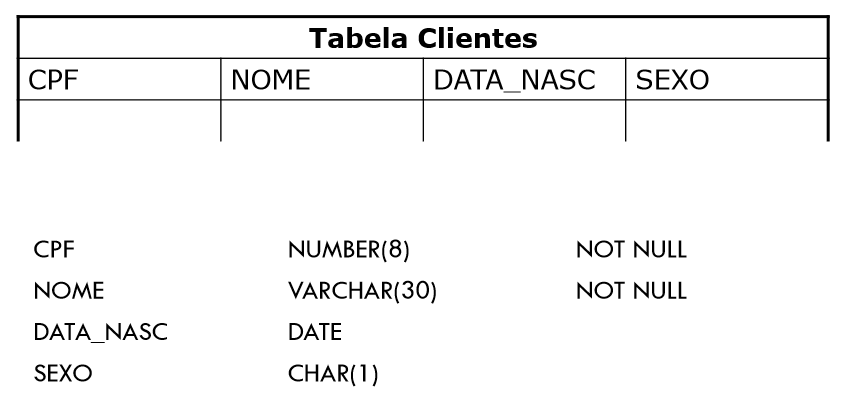 Tabela Clientes
CPF NOME DATA_NASC SEXO
CPF NUMBER(8) NOT NULL
NOME VARCHAR(30) NOT NULL
DATA_NASC DATE
SEXO CHAR(1)